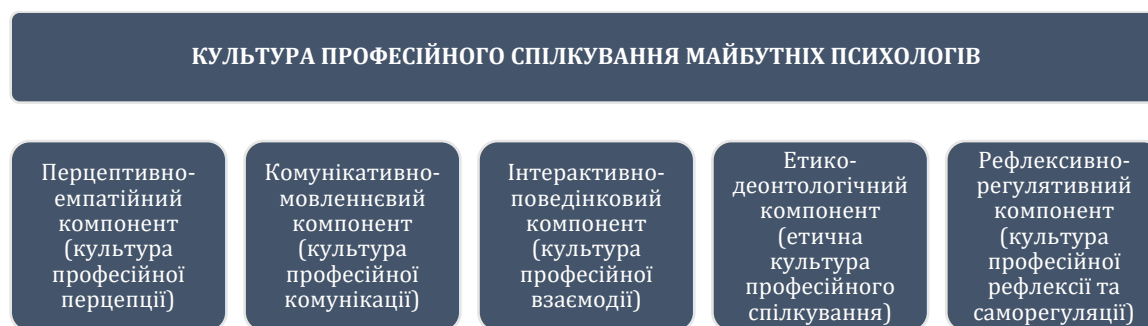 КУЛЬТУРА ПРОФЕСІЙНОГО СПІЛКУВАННЯ МАЙБУТНІХ ПСИХОЛОГІВ
Перцептивно-
емпатійний
компонент
(культура
професійної
перцепції)
Комунікативно-
мовленнєвий
компонент
(культура
професійної
комунікації)
Інтерактивно-
поведінковий
компонент
(культура
професійної
взаємодії)
Етико-
деонтологічний
компонент
(етична
культура
професійного
спілкування)
Рефлексивно-
регулятивний
компонент
(культура
професійної
рефлексії та
саморегуляції)